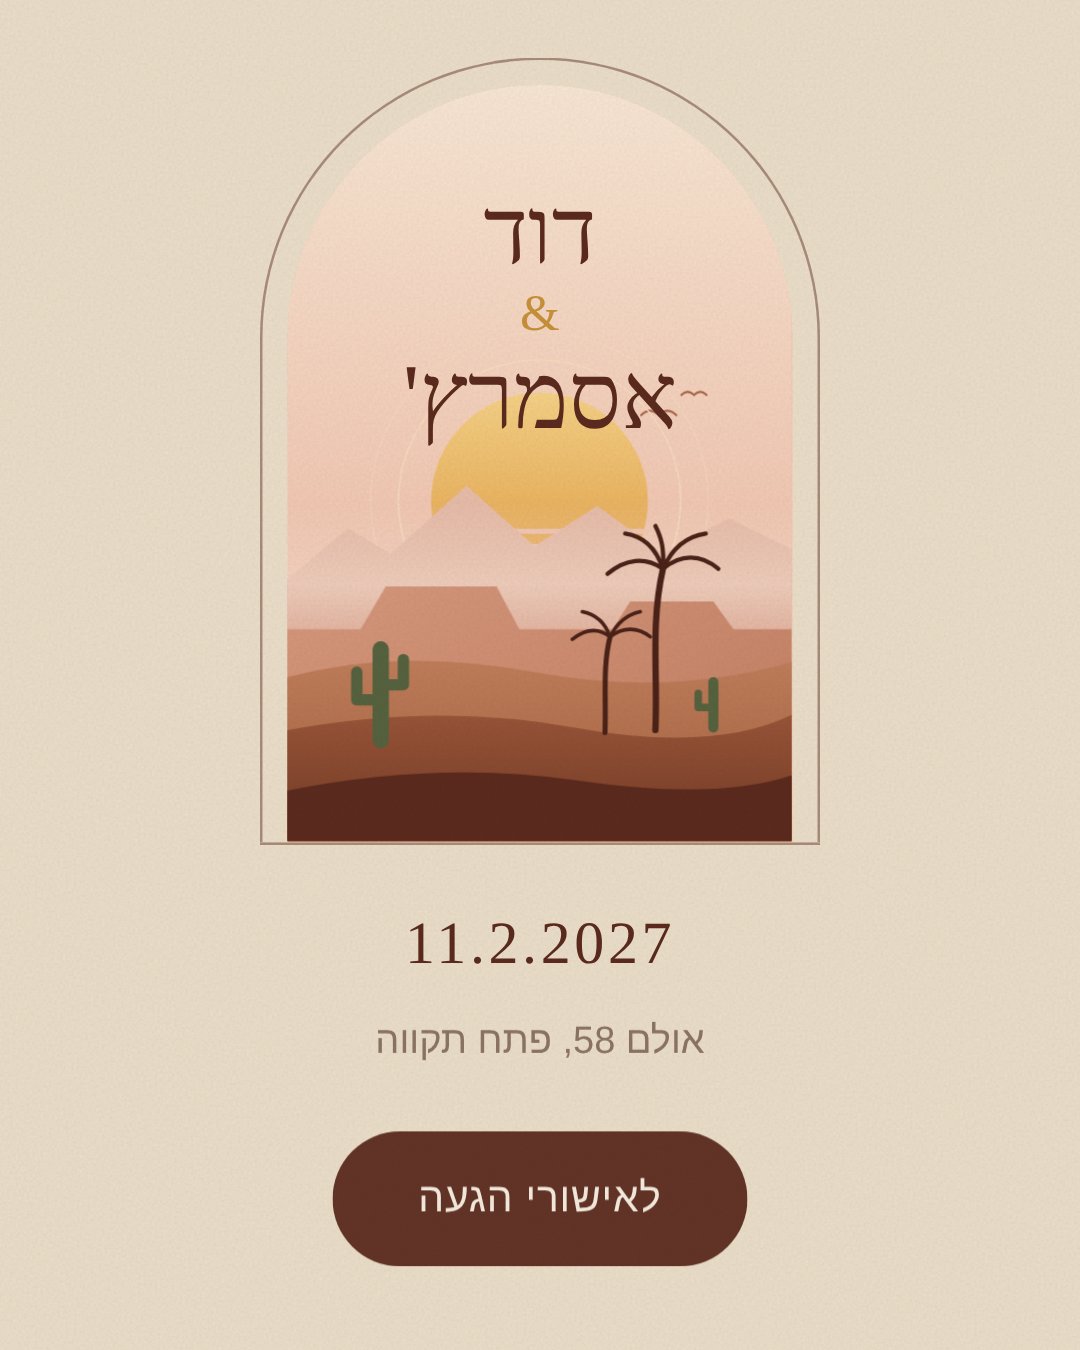 דוד
&
אסמרץ'
11.2.2027
אולם 58, פתח תקווה
לאישורי הגעה